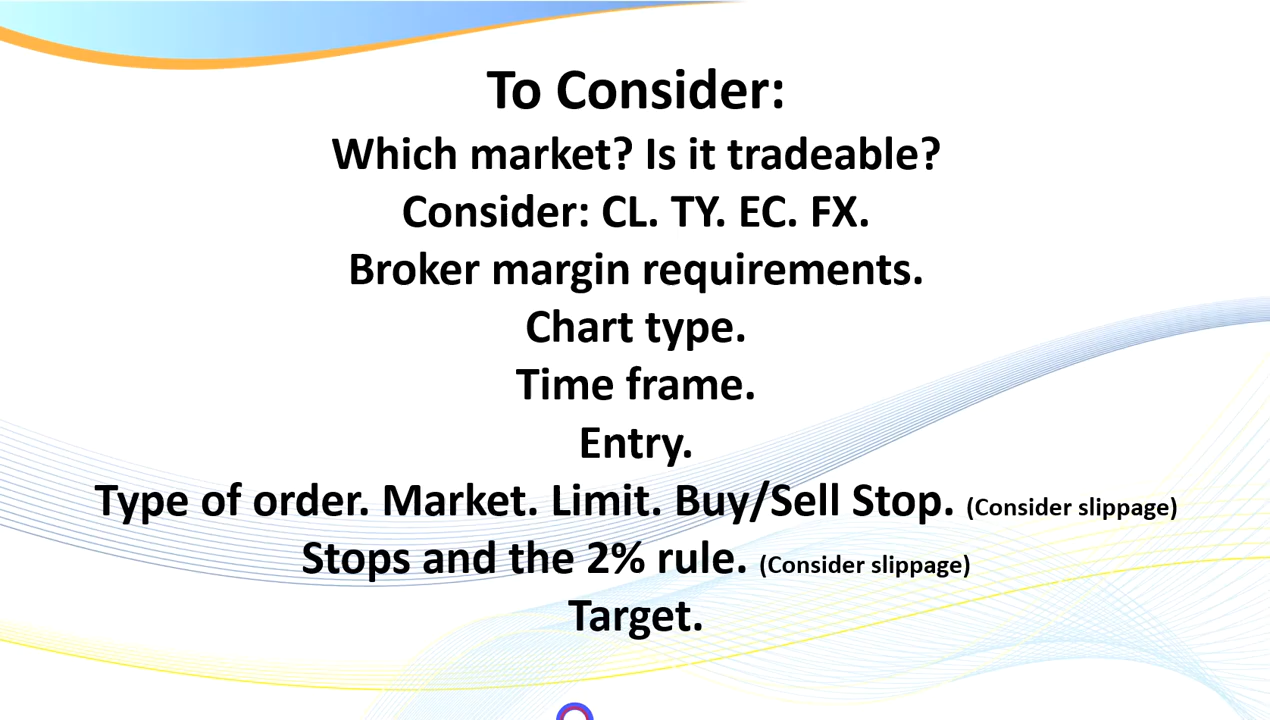 To Consider:
Which market? Is it tradeable?
Consider: CL. TY. EC. FX.
Broker margin requirements.
Chart type.
Time frame.
Entry.
Type of order. Market. Limit. Buy/Sell Stop. (Consider slippage)
Stops and the 2% rule. (Consider slippage)
Target.